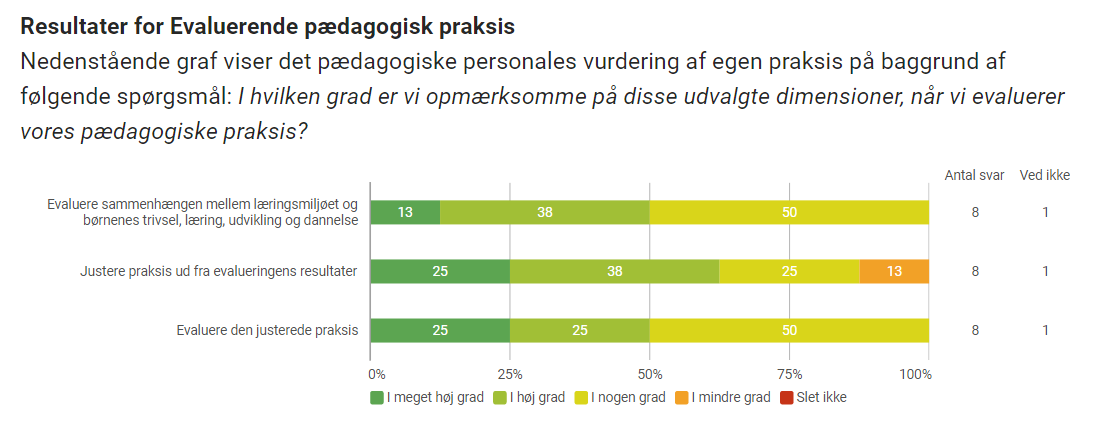 Resultater for Evaluerende pædagogisk praksis
Nedenstående graf viser det pædagogiske personales vurdering af egen praksis på baggrund af
følgende spørgsmål: I hvilken grad er vi opmærksomme på disse udvalgte dimensioner, når vi evaluerer
vores pædagogiske praksis?
Antal svar Ved ikke
Evaluere sammenhængen mellem læringsmiljøet og
børnenes trivsel, læring, udvikling og dannelse
13 38 50 8 1
Justere praksis ud fra evalueringens resultater 25 38 25 13 8 1
Evaluere den justerede praksis 25 25 50 8 1
0% 25% 50% 75% 100%
I meget høj grad I høj grad I nogen grad I mindre grad Slet ikke